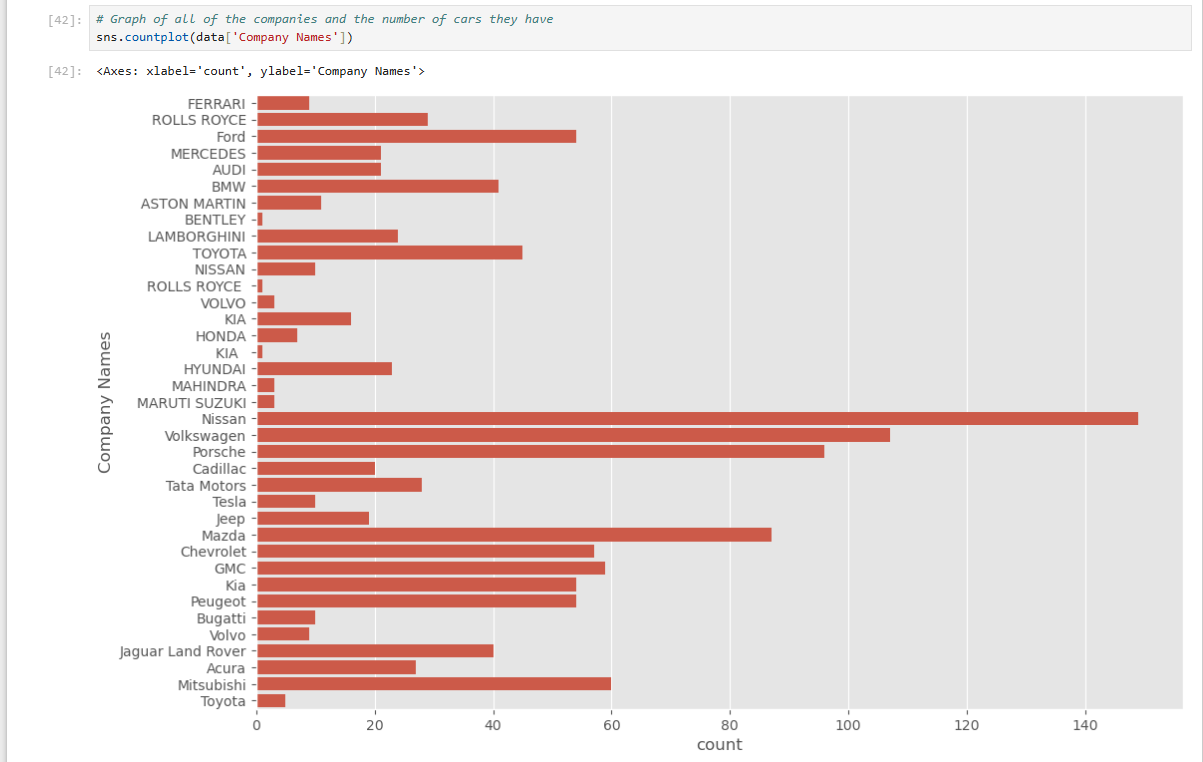 [42]: # Graph of all of the companies and the number of cars they have
sns.countplot(data['Company Names'])
[42]: <Axes: xlabel='count', ylabel='Company Names'>
FERRARI
ROLLS ROYCE
Ford
MERCEDES
AUDI
BMW
ASTON MARTIN
BENTLEY
LAMBORGHINI
TOYOTA
NISSAN
ROLLS ROYCE
VOLVO
KIA
HONDA
KIA
HYUNDAI
MAHINDRA
MARUTI SUZUKI
Nissan
Volkswagen
Porsche
Cadillac
Tata Motors
Tesla
Jeep
Mazda
Chevrolet
GMC
Kia
Peugeot
Bugatti
Volvo
Jaguar Land Rover
Acura
Mitsubishi
Toyota
Company Names
0 20 40 60 80 100 120 140
count